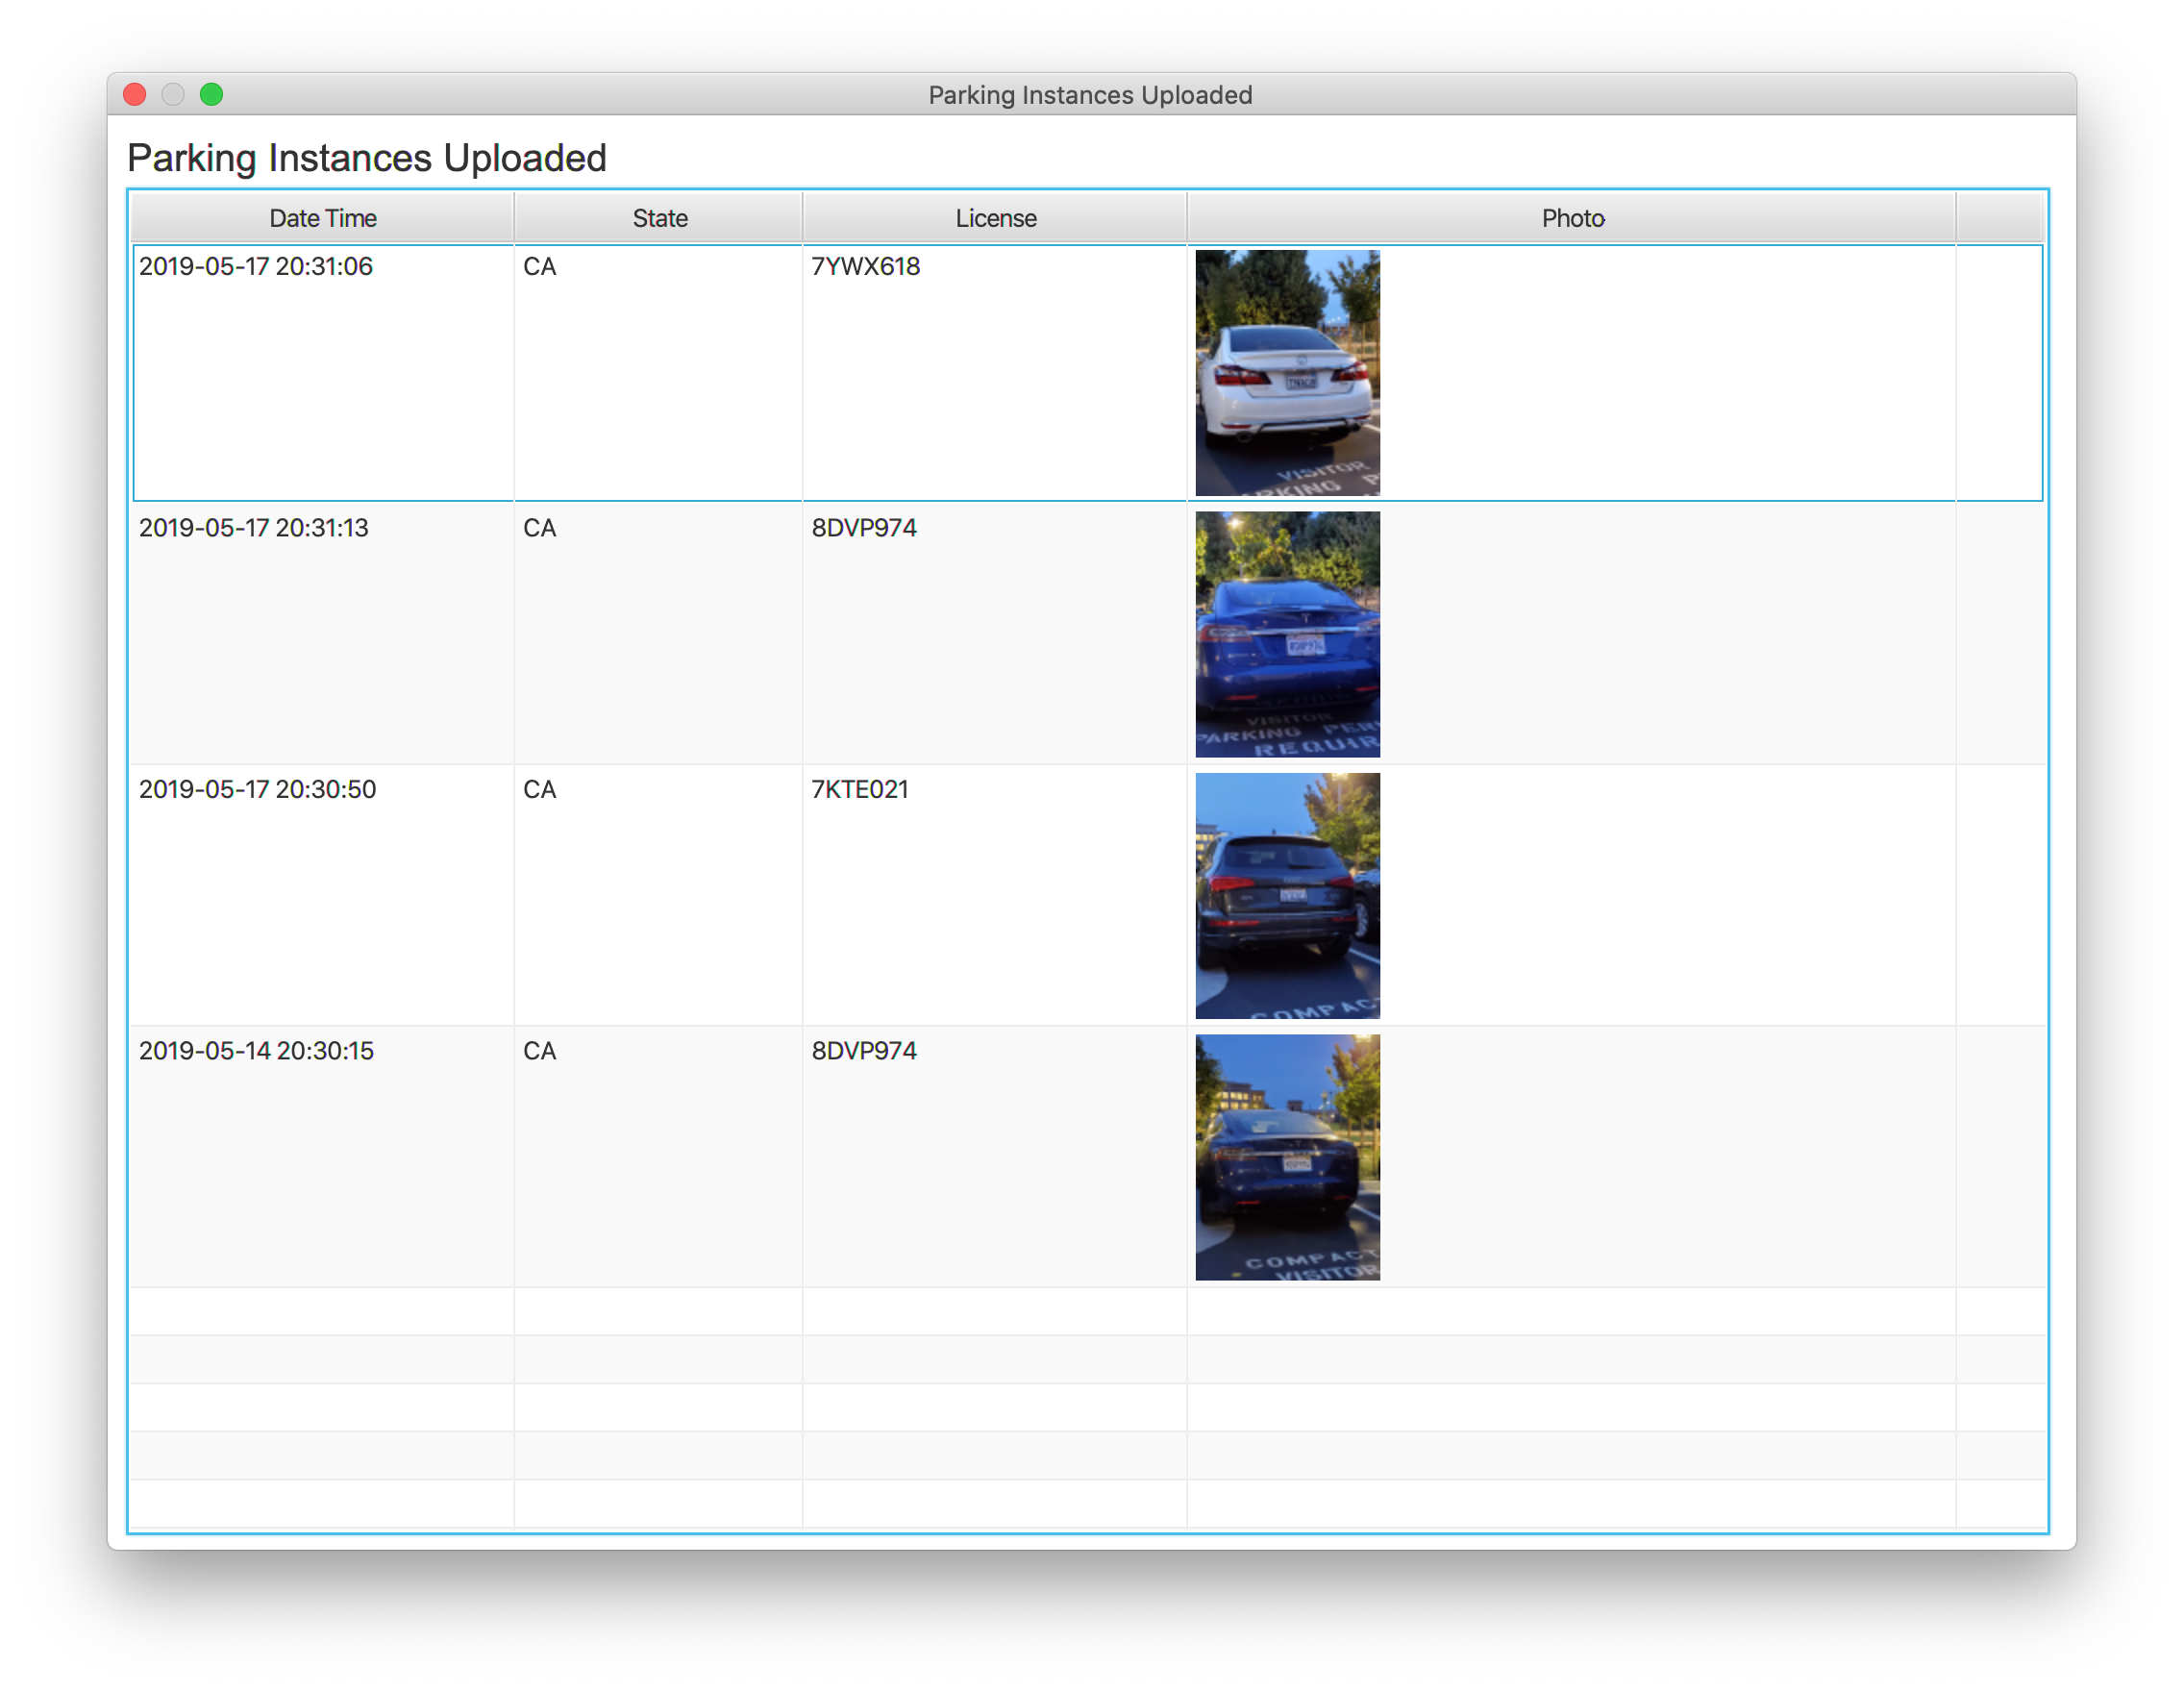 Parking Instances Uploaded
Parking Instances Uploaded
Date Time State License Photo
2019-05-17 20:31:06 CA 7YWX618
VISITOR
PARKING
2019-05-17 20:31:13 CA 8DVP974
VISITOR
PARKING PER
REQUIR
2019-05-17 20:30:50 CA 7KTE021
COMPAC
2019-05-14 20:30:15 CA 8DVP974
COMPACT
VISITOR